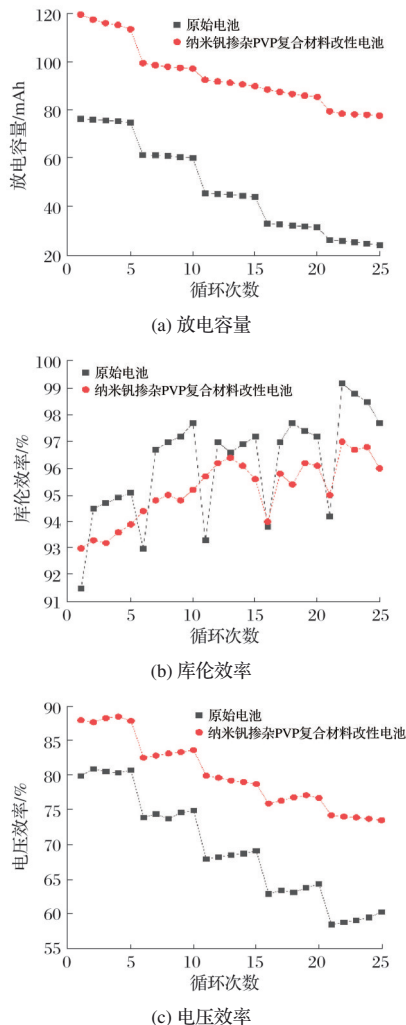 120
100
80
60
40
20
放电容量/mAh
原始电池
纳米钒掺杂PVP复合材料改性电池
0 5 10 15 20 25
循环次数
(a) 放电容量
100
99
98
97
96
95
94
93
92
91
库伦效率/%
原始电池
纳米钒掺杂PVP复合材料改性电池
0 5 10 15 20 25
循环次数
(b) 库伦效率
90
85
80
75
70
65
60
55
电压效率/%
原始电池
纳米钒掺杂PVP复合材料改性电池
0 5 10 15 20 25
循环次数
(c) 电压效率